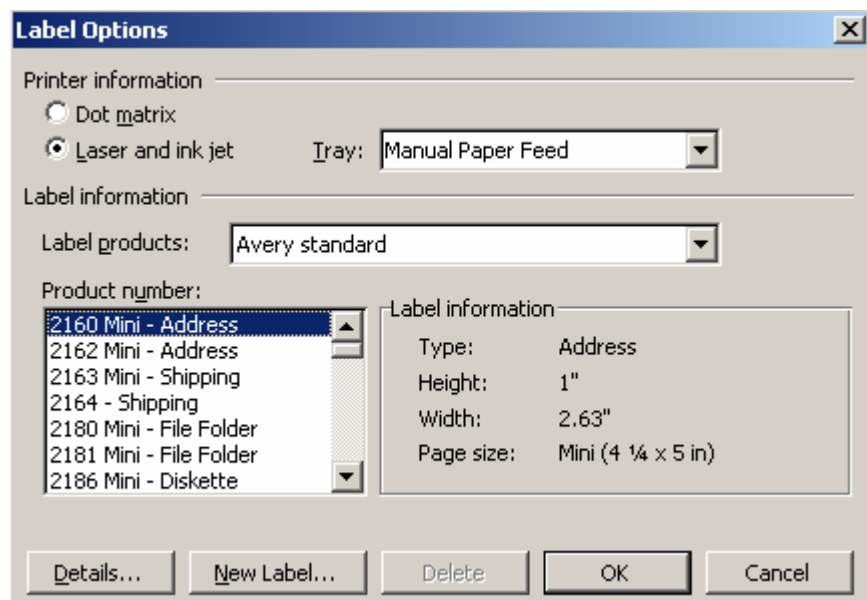 Label Options
Printer information
Dot matrix
Laser and ink jet Tray: Manual Paper Feed
Label information
Label products: Avery standard
Product number:
2160 Mini - Address
2162 Mini - Address
2163 Mini - Shipping
2164 - Shipping
2180 Mini - File Folder
2181 Mini - File Folder
2186 Mini - Diskette
Label information
Type: Address
Height: 1"
Width: 2.63"
Page size: Mini (4 ¼ x 5 in)
Details... New Label... Delete OK Cancel